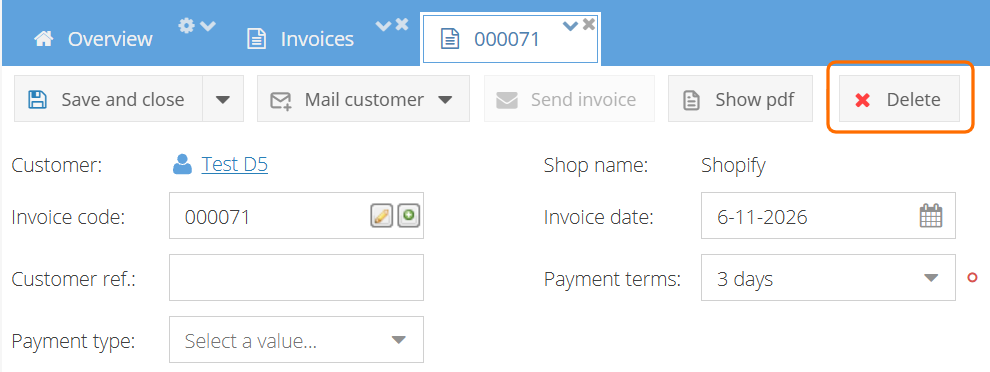 Overview Invoices 000071
Save and close Mail customer Send invoice Show pdf Delete
Customer: Test D5 Shop name: Shopify
Invoice code: 000071 Invoice date: 6-11-2026
Customer ref.: Payment terms: 3 days
Payment type: Select a value...